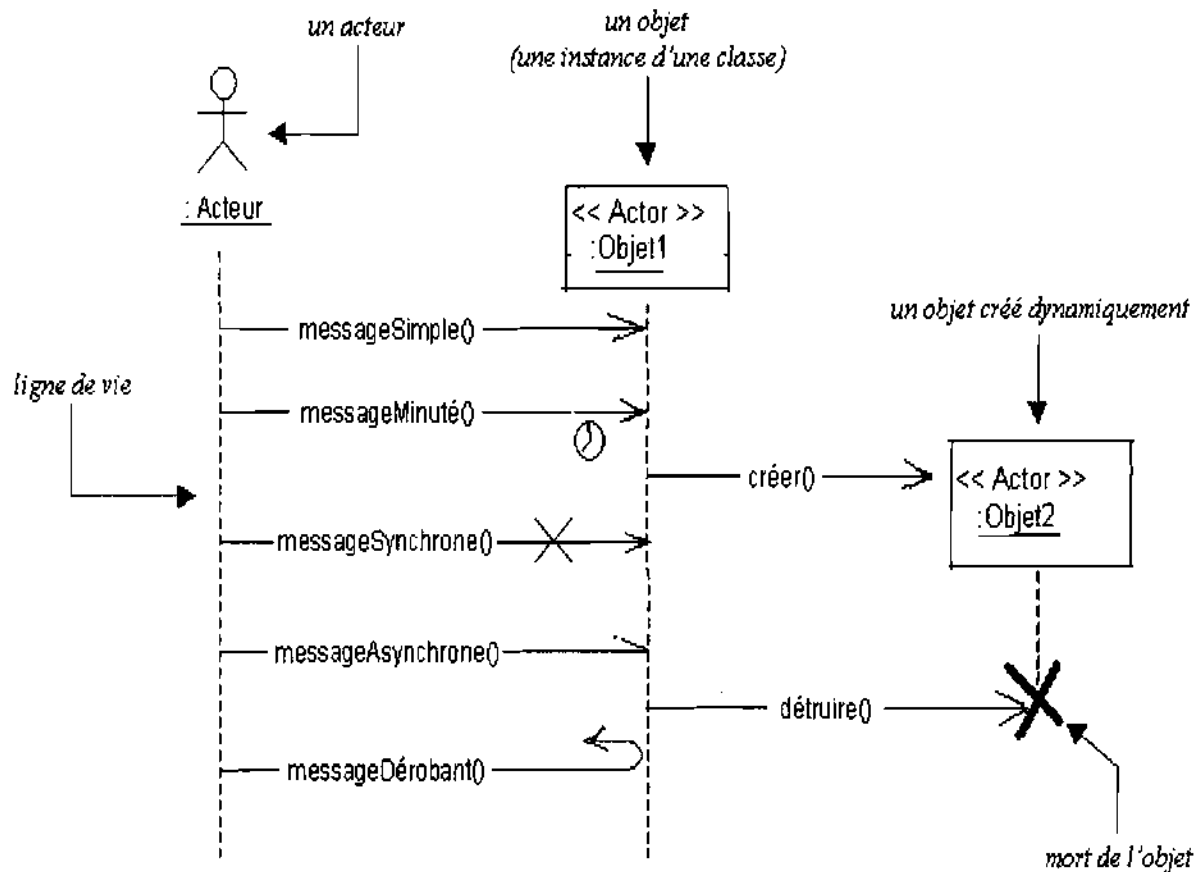 un acteur
un objet
(une instance d'une classe)
: Acteur
<< Actor >>
:Objet1
messageSimple()
un objet créé dynamiquement
ligne de vie
messageMinuté()
créer()
<< Actor >>
:Objet2
messageSynchrone()
messageAsynchrone()
détruire()
messageDérobant()
mort de l'objet